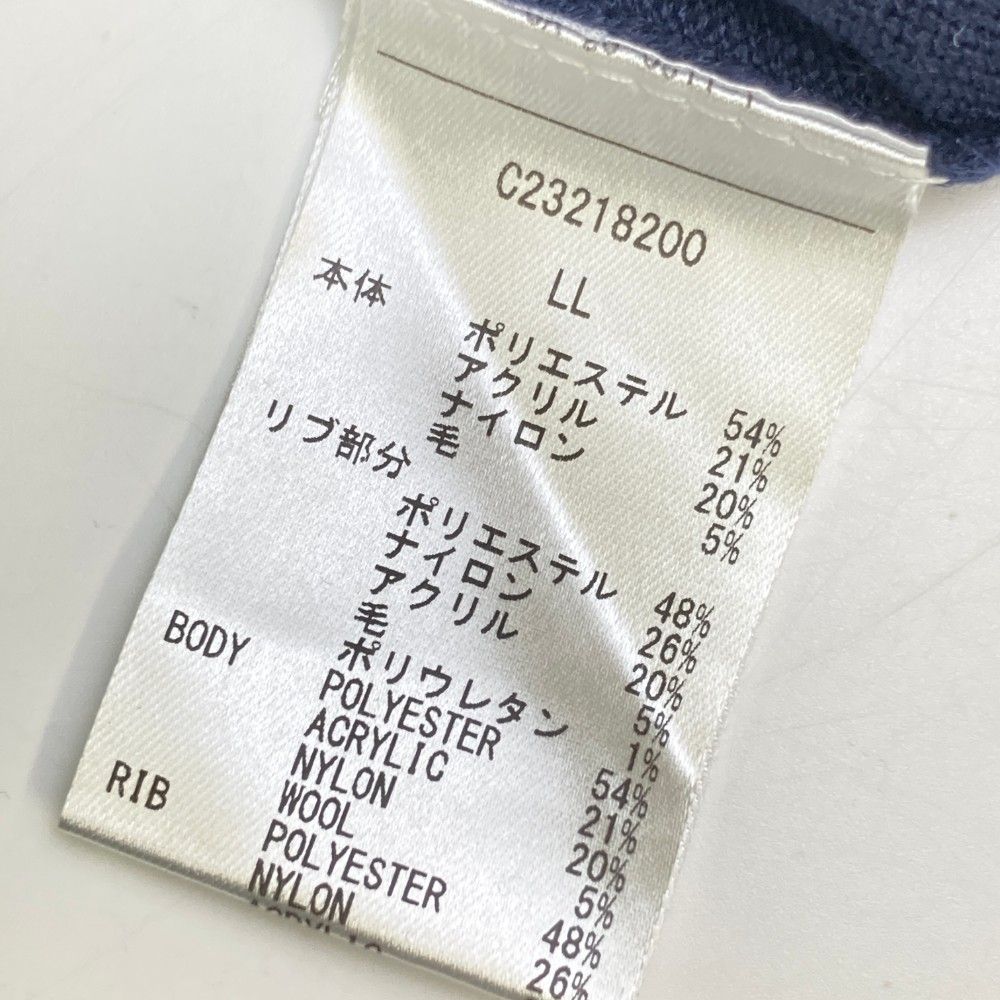 C23218200
LL
本体
ポリエステル 54%
アクリル 21%
ナイロン 20%
毛 5%
リブ部分
ポリエステル 48%
ナイロン 26%
アクリル 20%
毛 5%
ポリウレタン 1%
BODY POLYESTER 54%
ACRYLIC 21%
NYLON 20%
WOOL 5%
RIB POLYESTER 48%
NYLON 26%